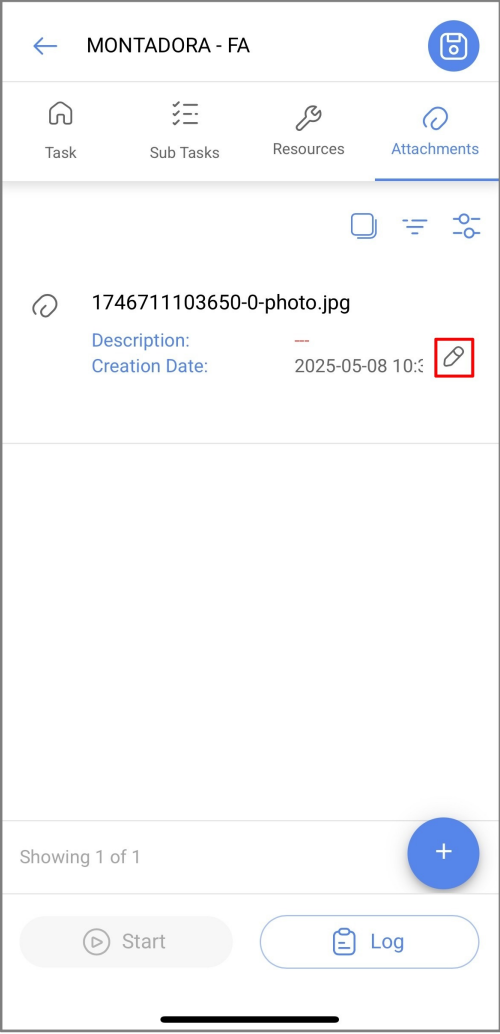 MONTADORA - FA
Task
Sub Tasks
Resources
Attachments
1746711103650-0-photo.jpg
Description: ---
Creation Date: 2025-05-08 10:3
Showing 1 of 1
+
Start
Log